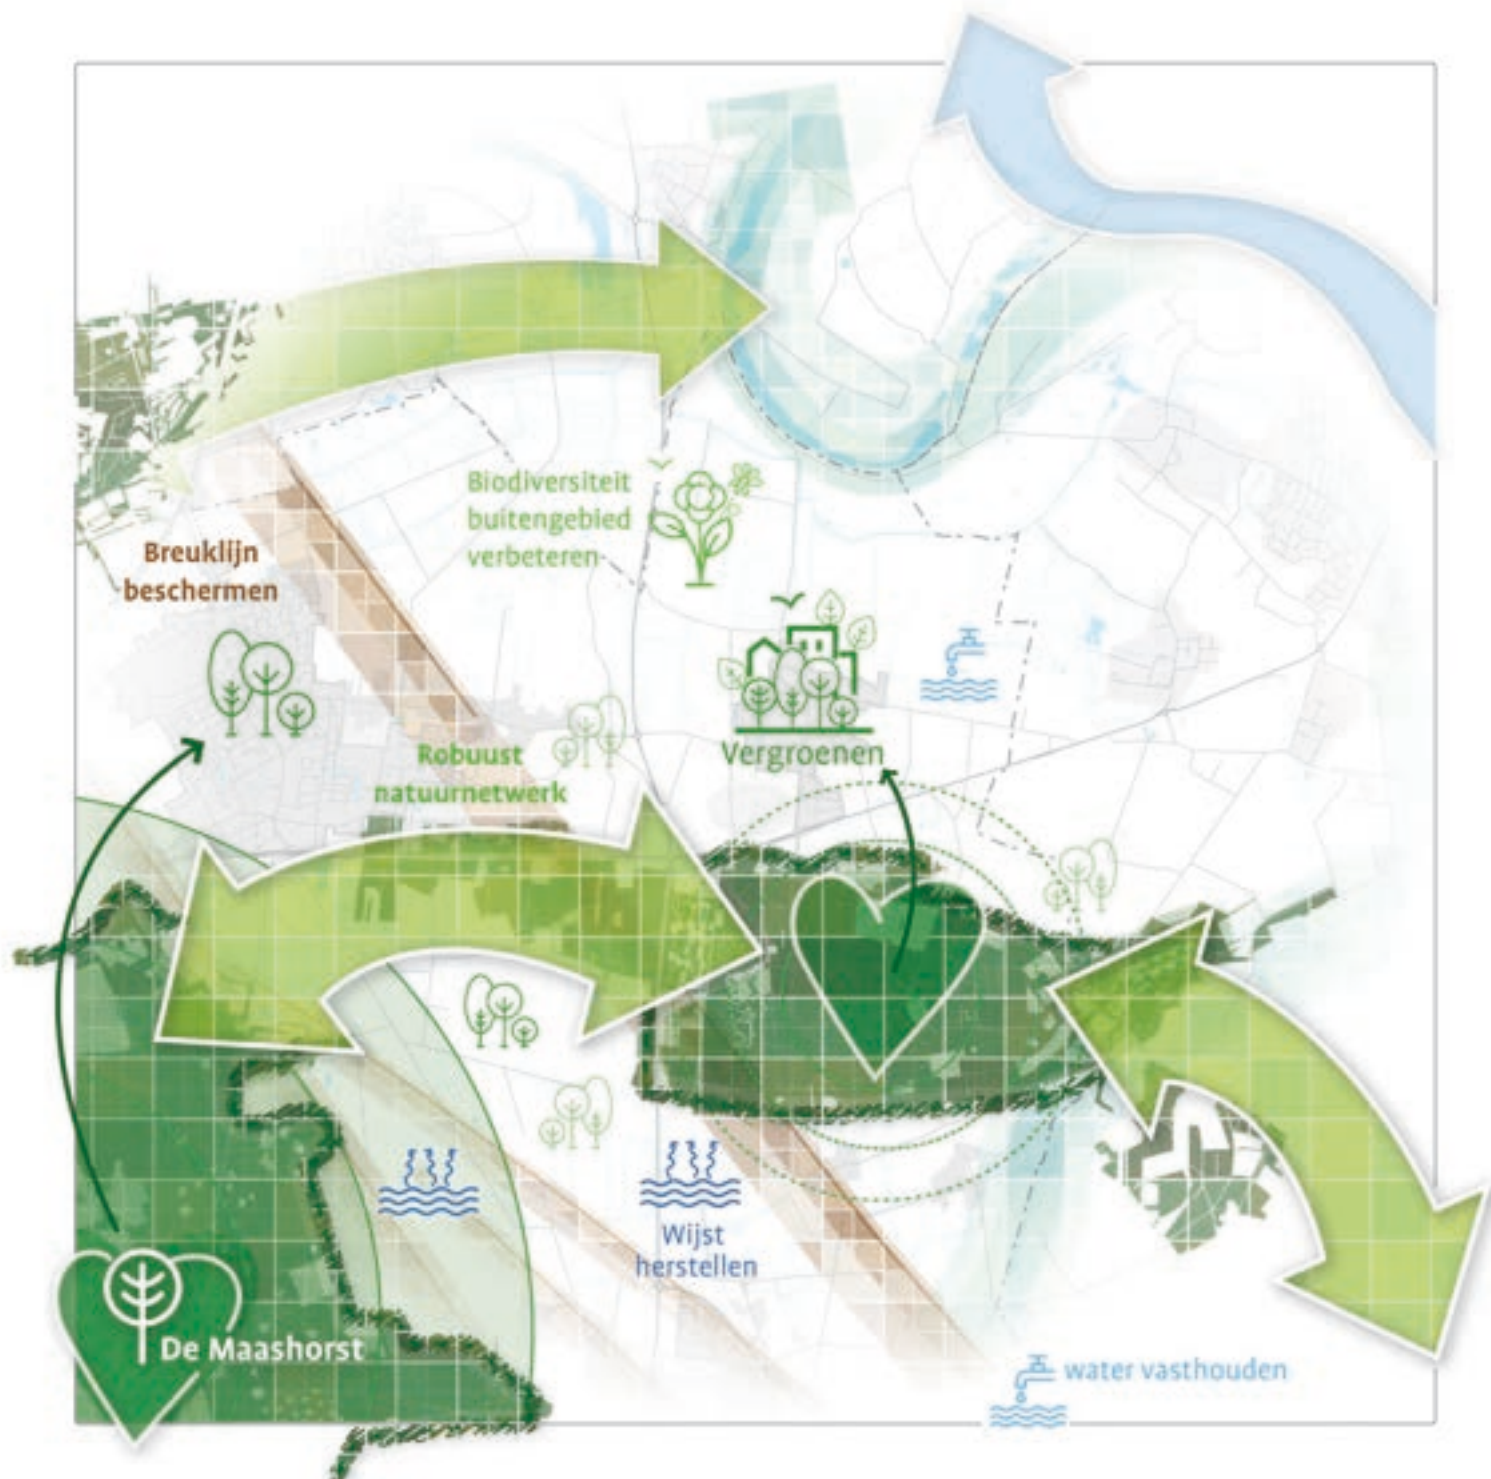 Biodiversiteit
buitengebied
verbeteren
Breuklijn
beschermen
Vergroenen
Robuust
natuurnetwerk
Wijst
herstellen
De Maashorst
water vasthouden